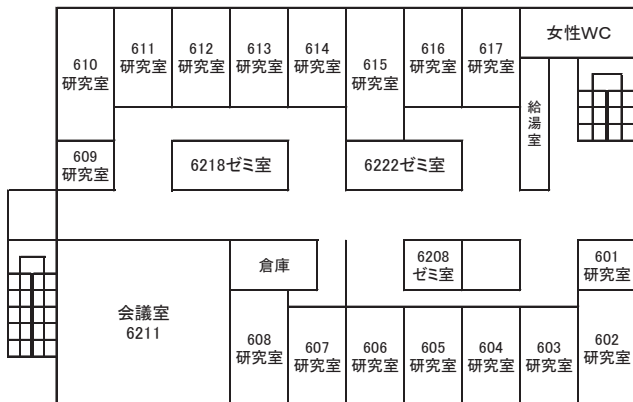 610
研究室
611
研究室
612
研究室
613
研究室
614
研究室
615
研究室
616
研究室
617
研究室
女性WC
給湯室
609
研究室
6218ゼミ室
6222ゼミ室
倉庫
6208
ゼミ室
601
研究室
会議室
6211
608
研究室
607
研究室
606
研究室
605
研究室
604
研究室
603
研究室
602
研究室